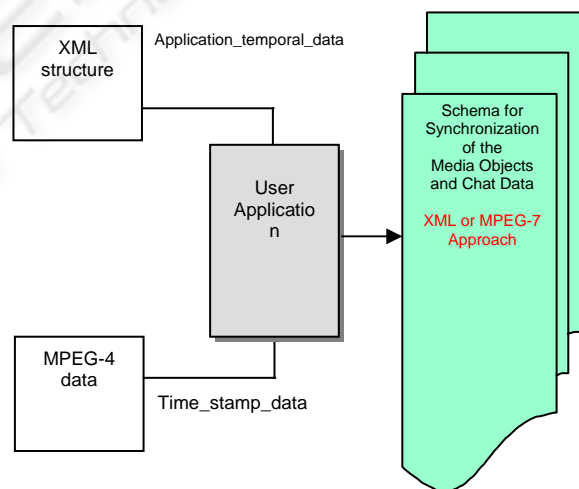 XML
structure
Application_temporal_data
User
Applicatio
n
MPEG-4
data
Time_stamp_data
Schema for
Synchronization
of the
Media Objects
and Chat Data
XML or MPEG-7
Approach